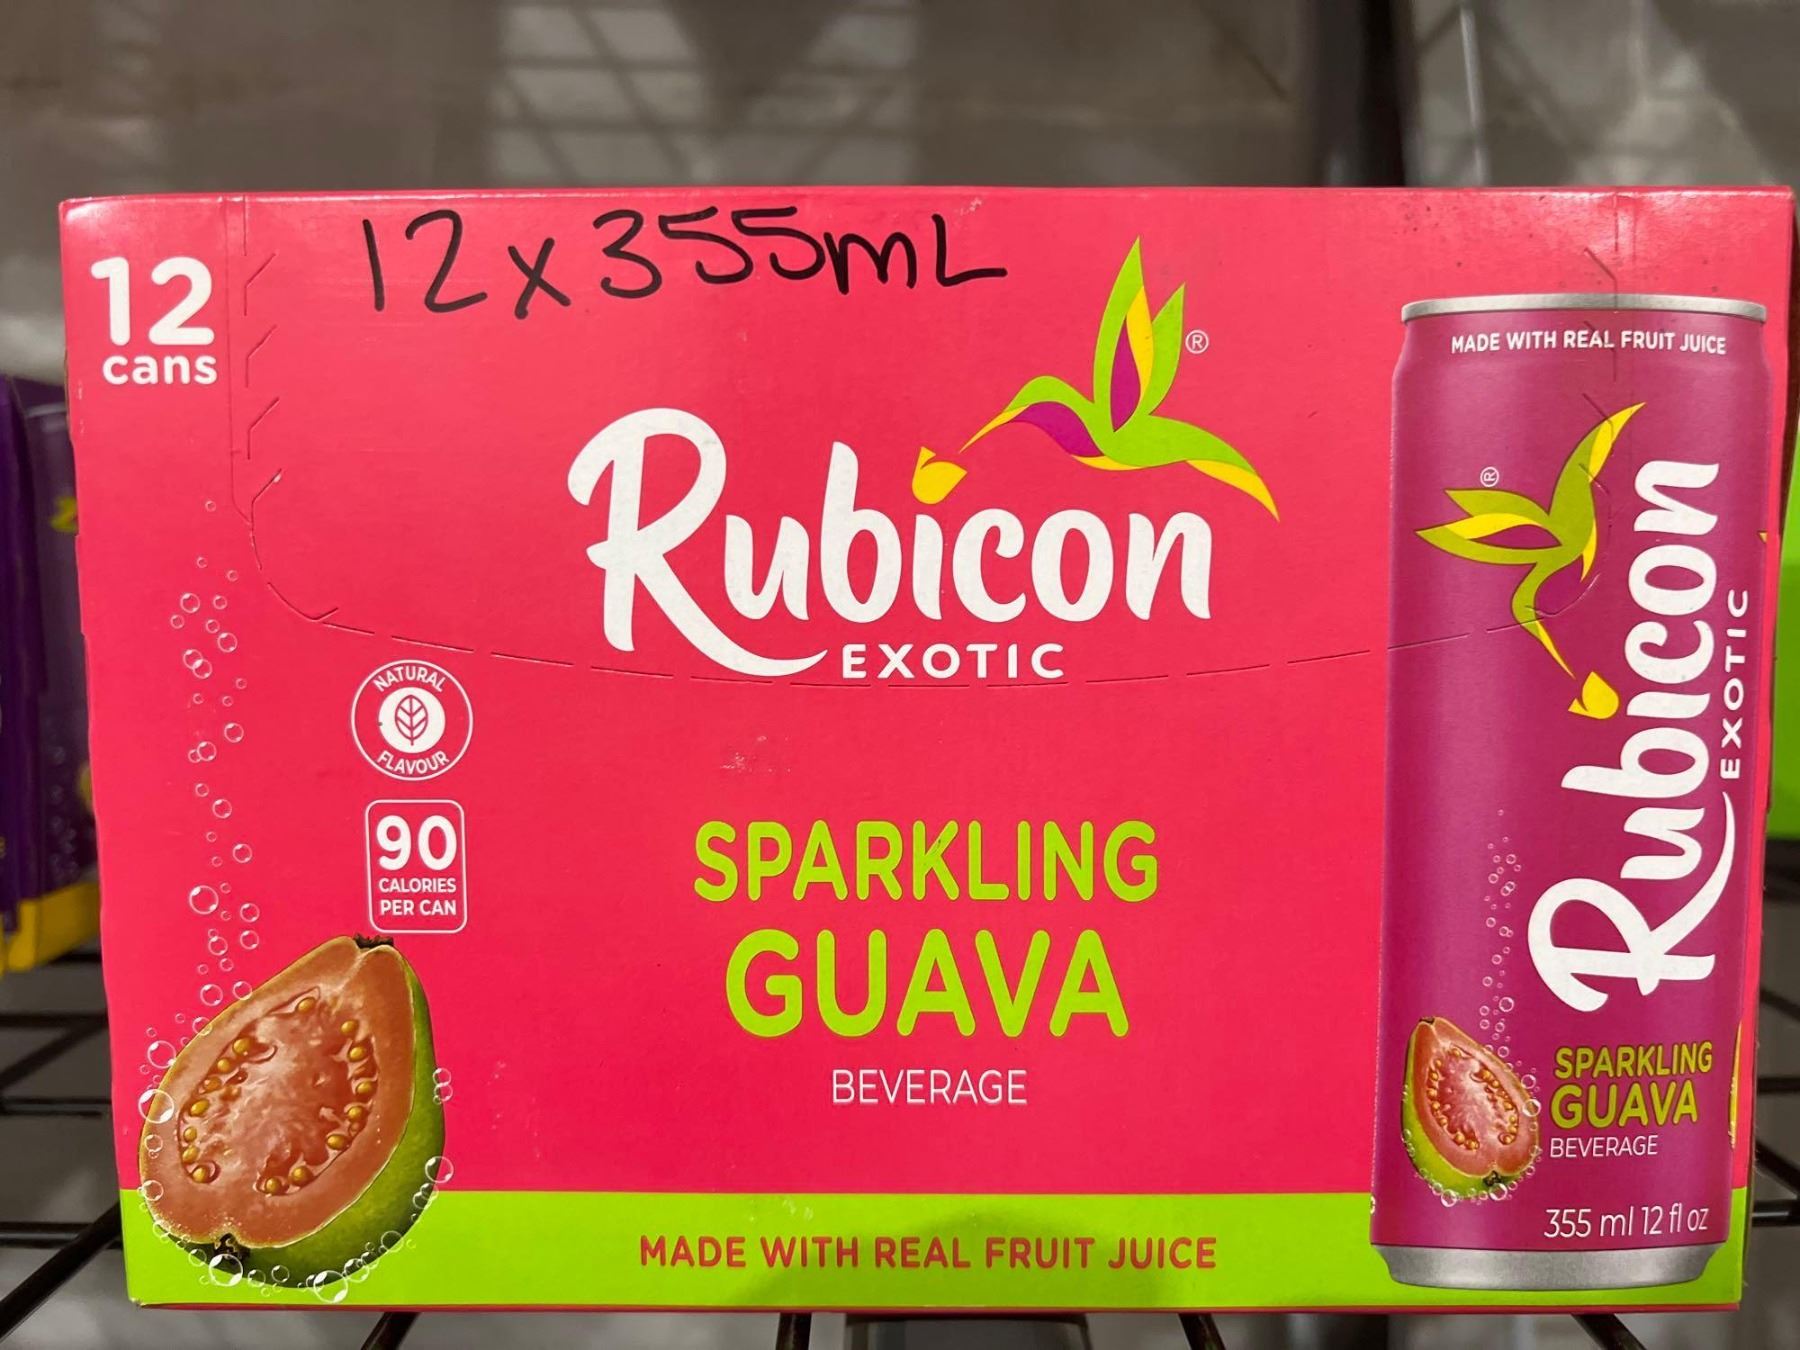 12 x 355mL
12
cans
Rubicon
®
EXOTIC
NATURAL
FLAVOUR
90
CALORIES
PER CAN
SPARKLING
GUAVA
BEVERAGE
MADE WITH REAL FRUIT JUICE
MADE WITH REAL FRUIT JUICE
®
Rubicon
EXOTIC
SPARKLING
GUAVA
BEVERAGE
355 ml 12 fl oz